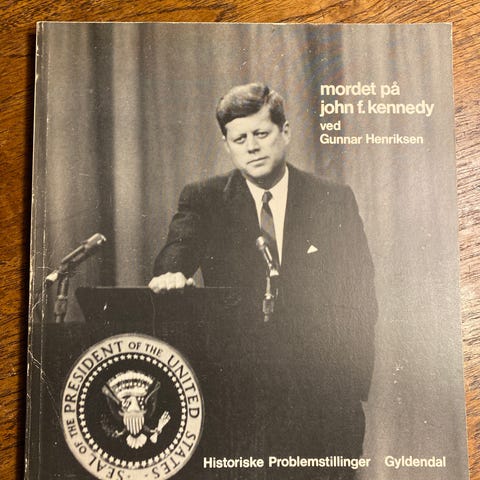 mordet på
john f. kennedy
ved
Gunnar Henriksen
SEAL OF THE PRESIDENT OF THE UNITED STATES
Historiske Problemstillinger Gyldendal